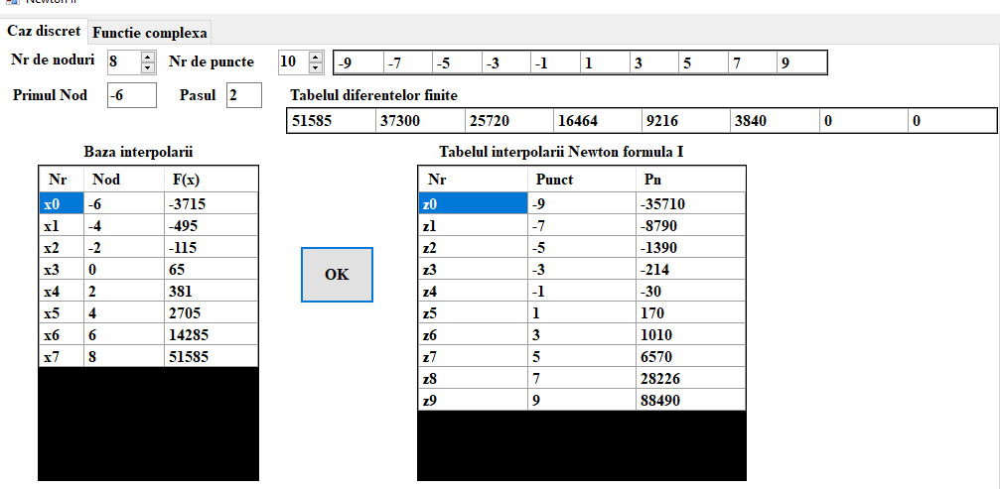 Newton II
Caz discret Functie complexa
Nr de noduri 8 Nr de puncte 10 -9 -7 -5 -3 -1 1 3 5 7 9
Primul Nod -6 Pasul 2 Tabelul diferentelor finite
51585 37300 25720 16464 9216 3840 0 0
Baza interpolarii
Nr Nod F(x)
x0 -6 -3715
x1 -4 -495
x2 -2 -115
x3 0 65
x4 2 381
x5 4 2705
x6 6 14285
x7 8 51585
OK
Tabelul interpolarii Newton formula I
Nr Punct Pn
z0 -9 -35710
z1 -7 -8790
z2 -5 -1390
z3 -3 -214
z4 -1 -30
z5 1 170
z6 3 1010
z7 5 6570
z8 7 28226
z9 9 88490